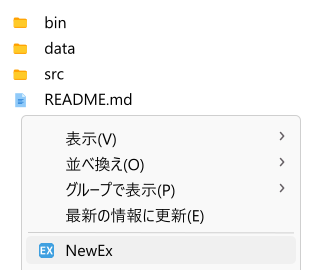 bin
data
src
README.md
表示(V)
並べ換え(O)
グループで表示(P)
最新の情報に更新(E)
EX NewEx